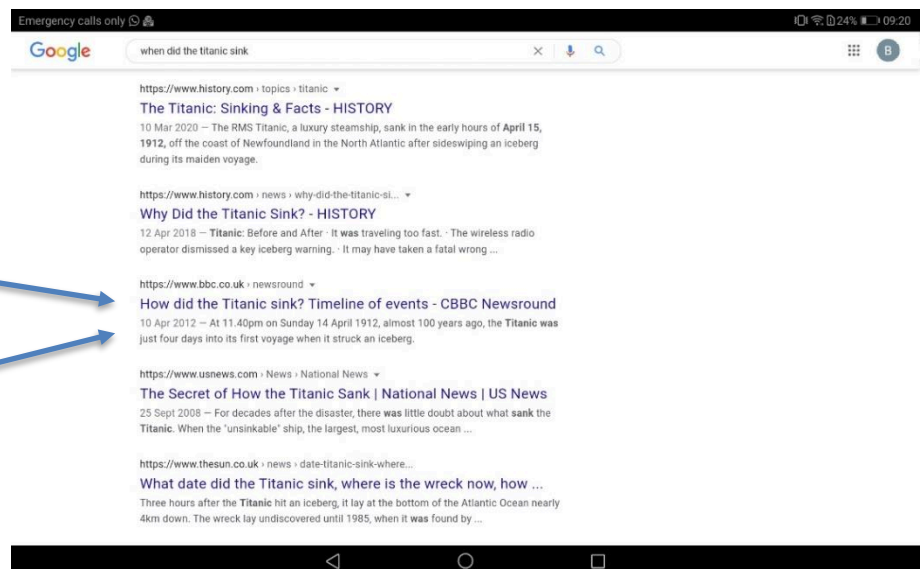 Emergency calls only 24% 09:20
Google when did the titanic sink B
https://www.history.com › topics › titanic
The Titanic: Sinking & Facts - HISTORY
10 Mar 2020 — The RMS Titanic, a luxury steamship, sank in the early hours of April 15,
1912, off the coast of Newfoundland in the North Atlantic after sideswiping an iceberg
during its maiden voyage.
https://www.history.com › news › why-did-the-titanic-si...
Why Did the Titanic Sink? - HISTORY
12 Apr 2018 — Titanic: Before and After · It was traveling too fast. · The wireless radio
operator dismissed a key iceberg warning. · It may have taken a fatal wrong ...
https://www.bbc.co.uk › newsround
How did the Titanic sink? Timeline of events - CBBC Newsround
10 Apr 2012 — At 11.40pm on Sunday 14 April 1912, almost 100 years ago, the Titanic was
just four days into its first voyage when it struck an iceberg.
https://www.usnews.com › News › National News
The Secret of How the Titanic Sank | National News | US News
25 Sept 2008 — For decades after the disaster, there was little doubt about what sank the
Titanic. When the "unsinkable" ship, the largest, most luxurious ocean ...
https://www.thesun.co.uk › news › date-titanic-sink-where...
What date did the Titanic sink, where is the wreck now, how ...
Three hours after the Titanic hit an iceberg, it lay at the bottom of the Atlantic Ocean nearly
4km down. The wreck lay undiscovered until 1985, when it was found by ...